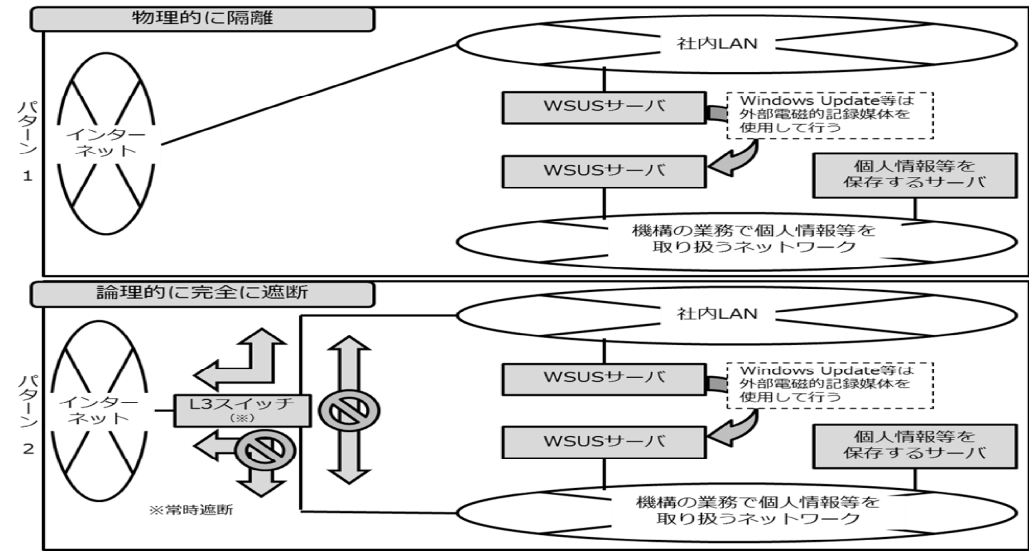 物理的に隔離
パターン1
インター
ネット
社内LAN
WSUSサーバ
Windows Update等は
外部電磁的記録媒体を
使用して行う
WSUSサーバ
個人情報等を
保存するサーバ
機構の業務で個人情報等を
取り扱うネットワーク
論理的に完全に遮断
パターン2
インター
ネット
L3スイッチ
（※）
※常時遮断
社内LAN
WSUSサーバ
Windows Update等は
外部電磁的記録媒体を
使用して行う
WSUSサーバ
個人情報等を
保存するサーバ
機構の業務で個人情報等を
取り扱うネットワーク